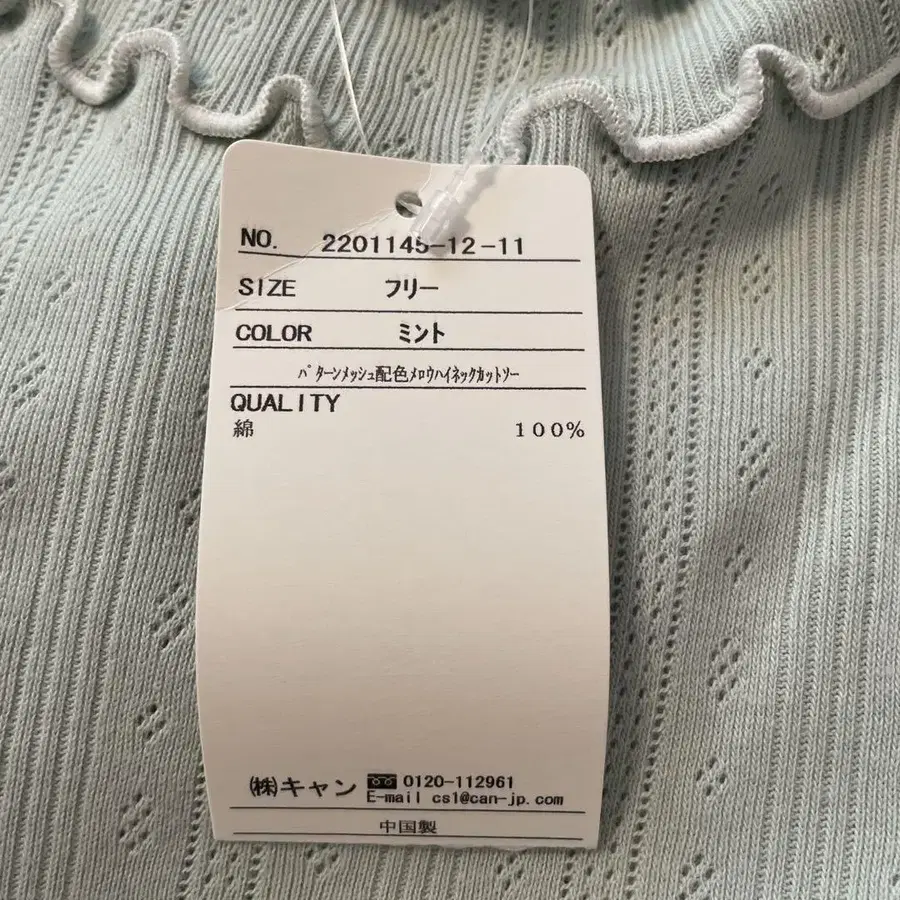 NO. 2201145-12-11
SIZE フリー
COLOR ミント
ﾊﾟﾀｰﾝメッシュ配色ﾒﾛｳﾊｲﾈｯｸｶｯﾄｿｰ
QUALITY
綿 100%
㈱キャン 0120-112961
E-mail cs1@can-jp.com
中国製